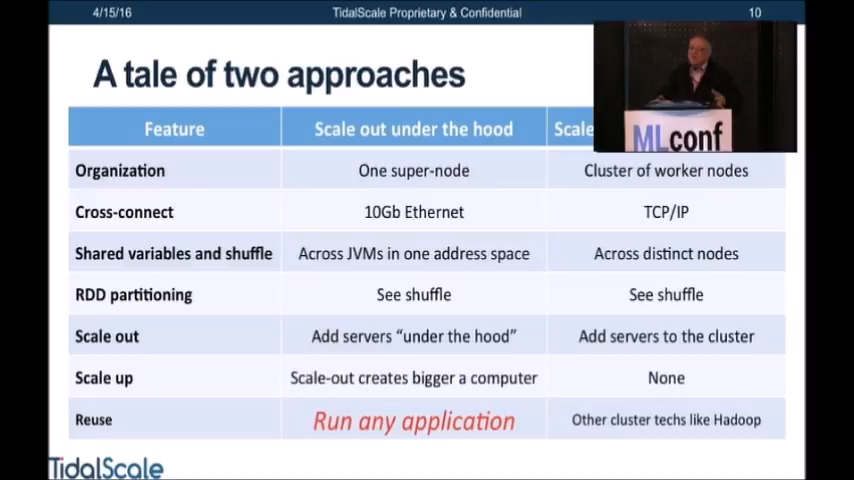 4/15/16 TidalScale Proprietary & Confidential 10
A tale of two approaches
Feature Scale out under the hood Scale
Organization One super-node Cluster of worker nodes
Cross-connect 10Gb Ethernet TCP/IP
Shared variables and shuffle Across JVMs in one address space Across distinct nodes
RDD partitioning See shuffle See shuffle
Scale out Add servers “under the hood” Add servers to the cluster
Scale up Scale-out creates bigger a computer None
Reuse Run any application Other cluster techs like Hadoop
TidalScale
MLconf